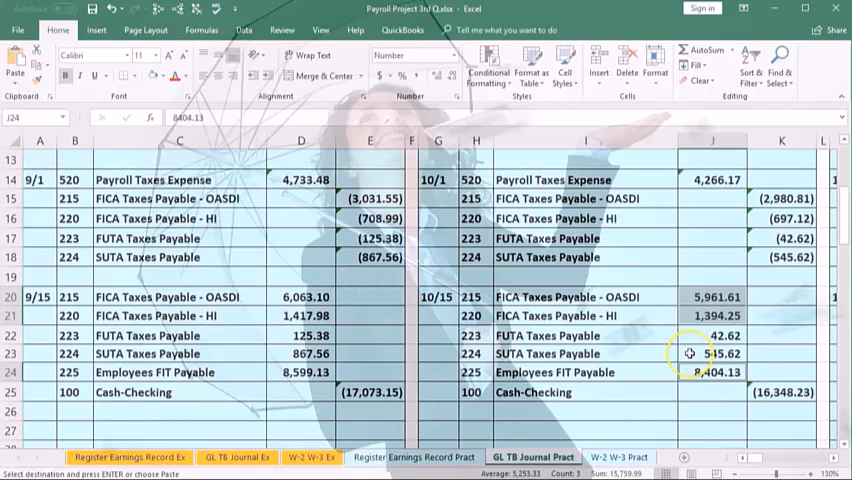 Payroll Project 3rd Q.xlsx - Excel
Sign in
File Home Insert Page Layout Formulas Data Review View Help QuickBooks Tell me what you want to do Share
Paste
Calibri 11
B I U
Wrap Text
Merge & Center
Number
$ % ,
Conditional Formatting
Format as Table
Cell Styles
Insert Delete Format
AutoSum
Fill
Clear
Sort & Filter
Find & Select
Clipboard Font Alignment Number Styles Cells Editing
J24 fx 8404.13
A B C D E F G H I J K L
13
14 9/1 520 Payroll Taxes Expense 4,733.48 10/1 520 Payroll Taxes Expense 4,266.17
15 215 FICA Taxes Payable - OASDI (3,031.55) 215 FICA Taxes Payable - OASDI (2,980.81)
16 220 FICA Taxes Payable - HI (708.99) 220 FICA Taxes Payable - HI (697.12)
17 223 FUTA Taxes Payable (125.38) 223 FUTA Taxes Payable (42.62)
18 224 SUTA Taxes Payable (867.56) 224 SUTA Taxes Payable (545.62)
19
20 9/15 215 FICA Taxes Payable - OASDI 6,063.10 10/15 215 FICA Taxes Payable - OASDI 5,961.61
21 220 FICA Taxes Payable - HI 1,417.98 220 FICA Taxes Payable - HI 1,394.25
22 223 FUTA Taxes Payable 125.38 223 FUTA Taxes Payable 42.62
23 224 SUTA Taxes Payable 867.56 224 SUTA Taxes Payable 545.62
24 225 Employees FIT Payable 8,599.13 225 Employees FIT Payable 8,404.13
25 100 Cash-Checking (17,073.15) 100 Cash-Checking (16,348.23)
26
27
Register Earnings Record Ex GL TB Journal Ex W-2 W-3 Ex Register Earnings Record Pract GL TB Journal Pract W-2 W-3 Pract
Select destination and press ENTER or choose Paste Average: 5,253.33 Count: 3 Sum: 15,759.99 130%